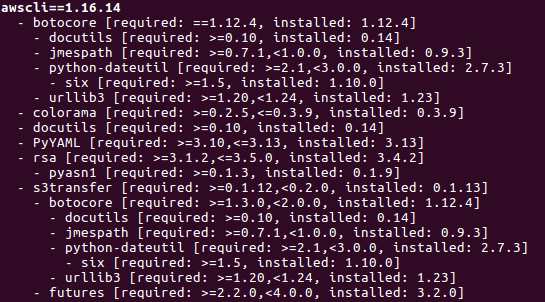 awscli==1.16.14
- botocore [required: ==1.12.4, installed: 1.12.4]
- docutils [required: >=0.10, installed: 0.14]
- jmespath [required: >=0.7.1,<1.0.0, installed: 0.9.3]
- python-dateutil [required: >=2.1,<3.0.0, installed: 2.7.3]
- six [required: >=1.5, installed: 1.10.0]
- urllib3 [required: >=1.20,<1.24, installed: 1.23]
- colorama [required: >=0.2.5,<=0.3.9, installed: 0.3.9]
- docutils [required: >=0.10, installed: 0.14]
- PyYAML [required: >=3.10,<=3.13, installed: 3.13]
- rsa [required: >=3.1.2,<=3.5.0, installed: 3.4.2]
- pyasn1 [required: >=0.1.3, installed: 0.1.9]
- s3transfer [required: >=0.1.12,<0.2.0, installed: 0.1.13]
- botocore [required: >=1.3.0,<2.0.0, installed: 1.12.4]
- docutils [required: >=0.10, installed: 0.14]
- jmespath [required: >=0.7.1,<1.0.0, installed: 0.9.3]
- python-dateutil [required: >=2.1,<3.0.0, installed: 2.7.3]
- six [required: >=1.5, installed: 1.10.0]
- urllib3 [required: >=1.20,<1.24, installed: 1.23]
- futures [required: >=2.2.0,<4.0.0, installed: 3.2.0]